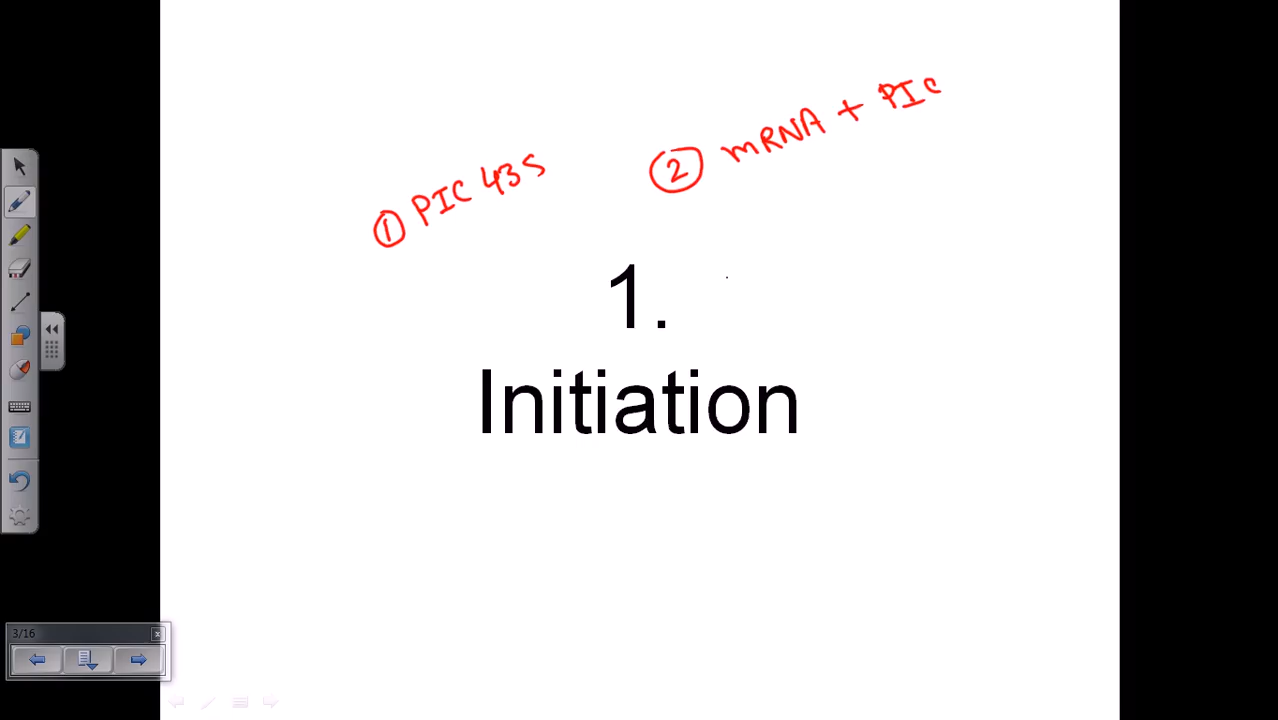 ① PIC 43S
② mRNA + PIC
1.
Initiation
3/16